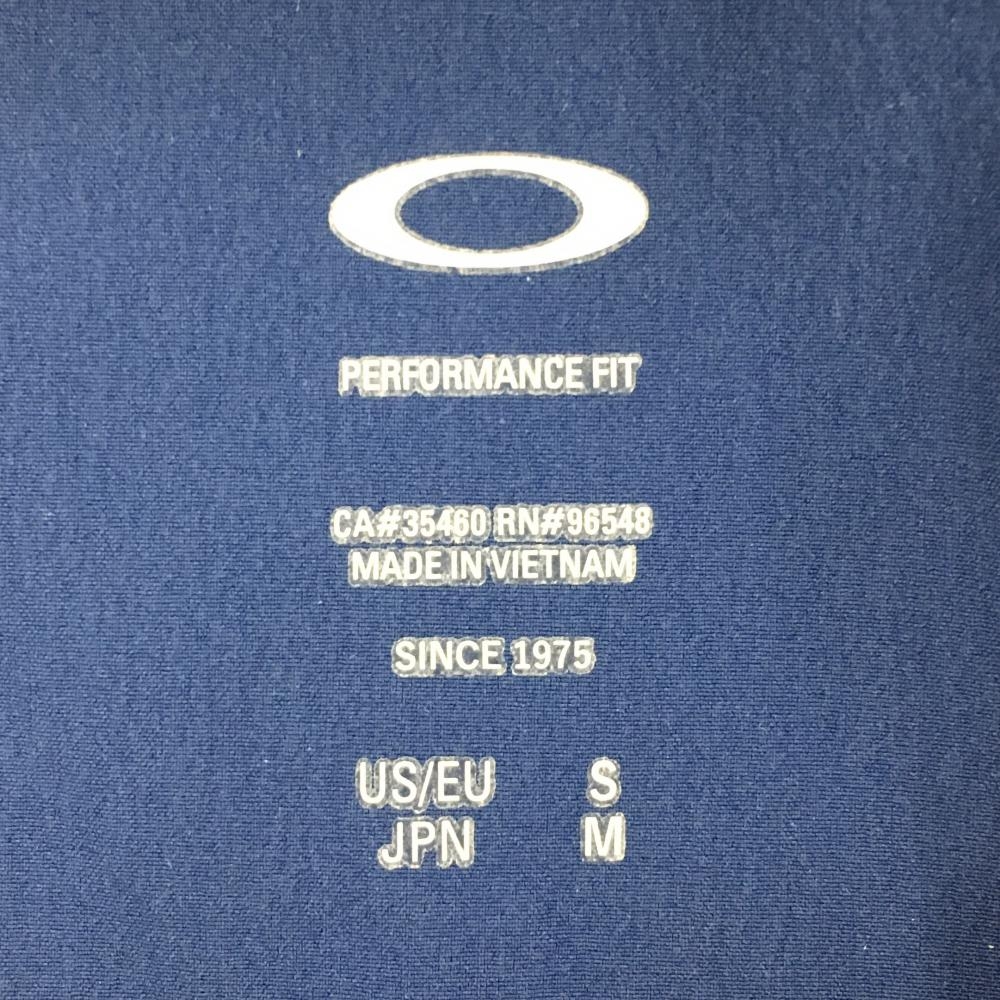 PERFORMANCE FIT
CA#35460 RN#96548
MADE IN VIETNAM
SINCE 1975
US/EU S
JPN M